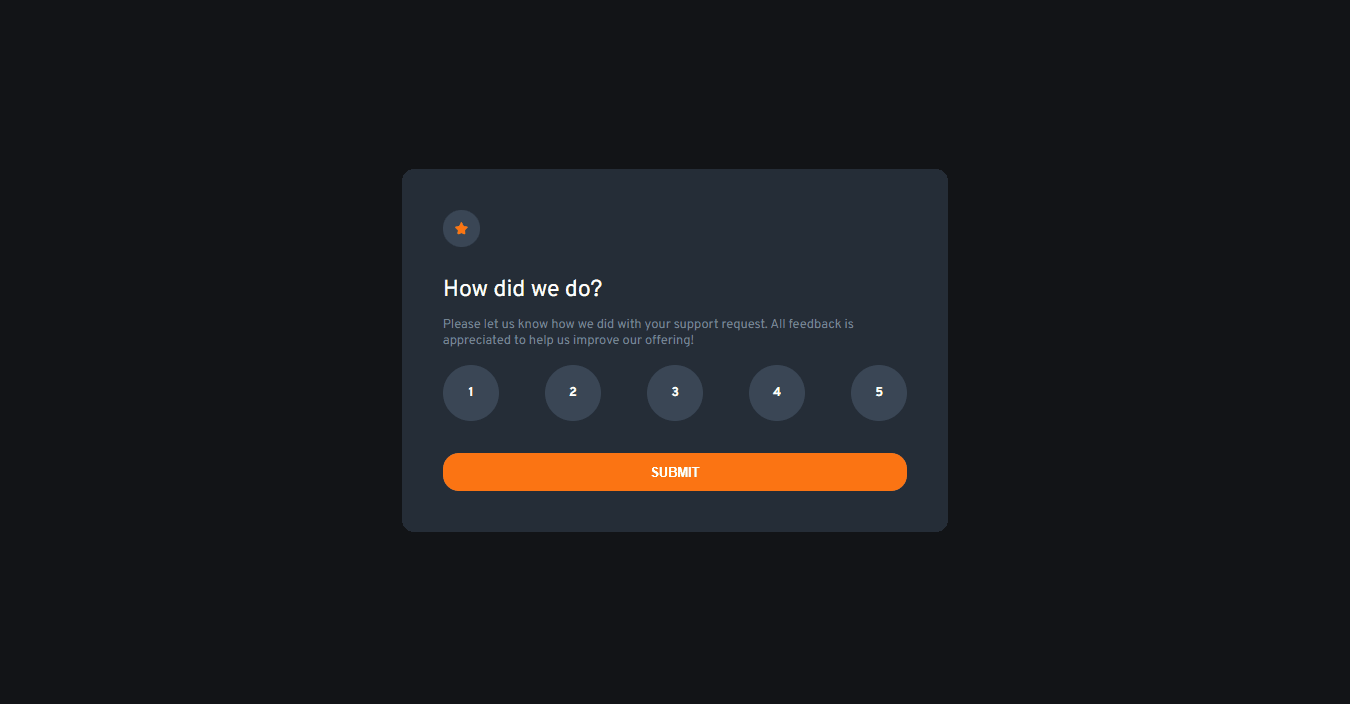 How did we do?
Please let us know how we did with your support request. All feedback is
appreciated to help us improve our offering!
1 2 3 4 5
SUBMIT